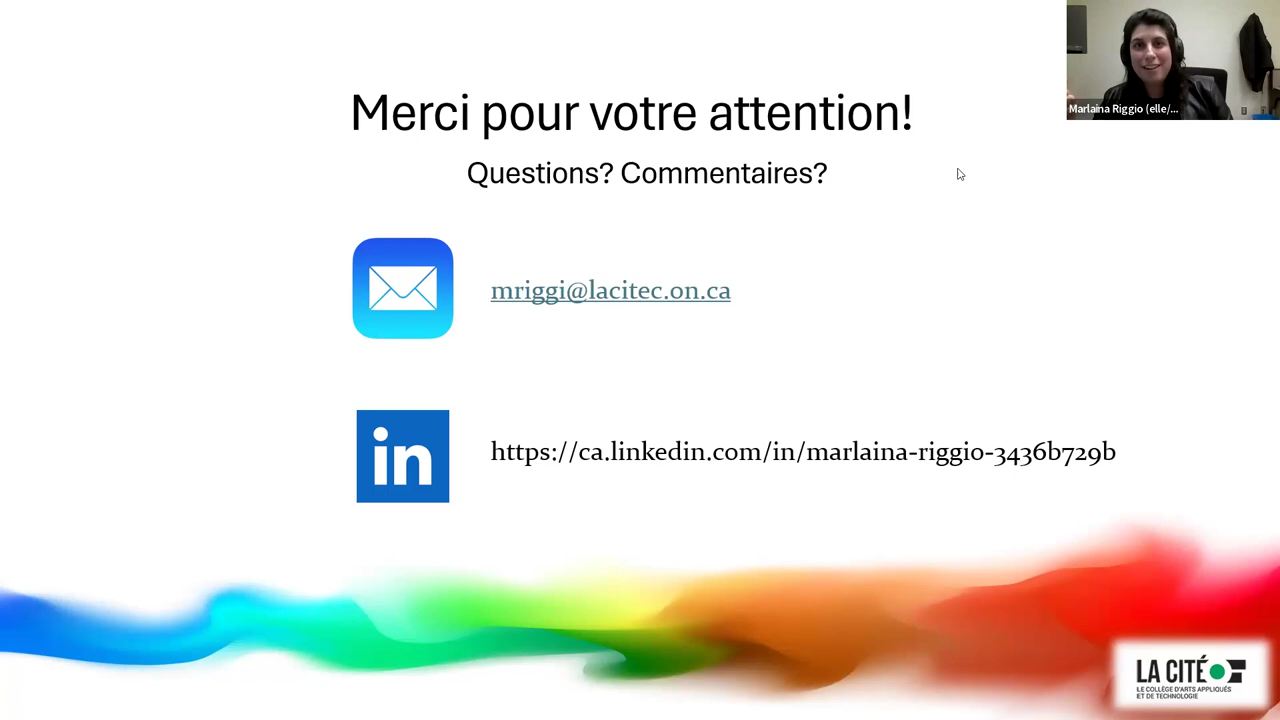 Merci pour votre attention!
Marlaina Riggio (elle/...
Questions? Commentaires?
mriggi@lacitec.on.ca
in
https://ca.linkedin.com/in/marlaina-riggio-3436b729b
LA CITÉ
LE COLLÈGE D'ARTS APPLIQUÉS
ET DE TECHNOLOGIE